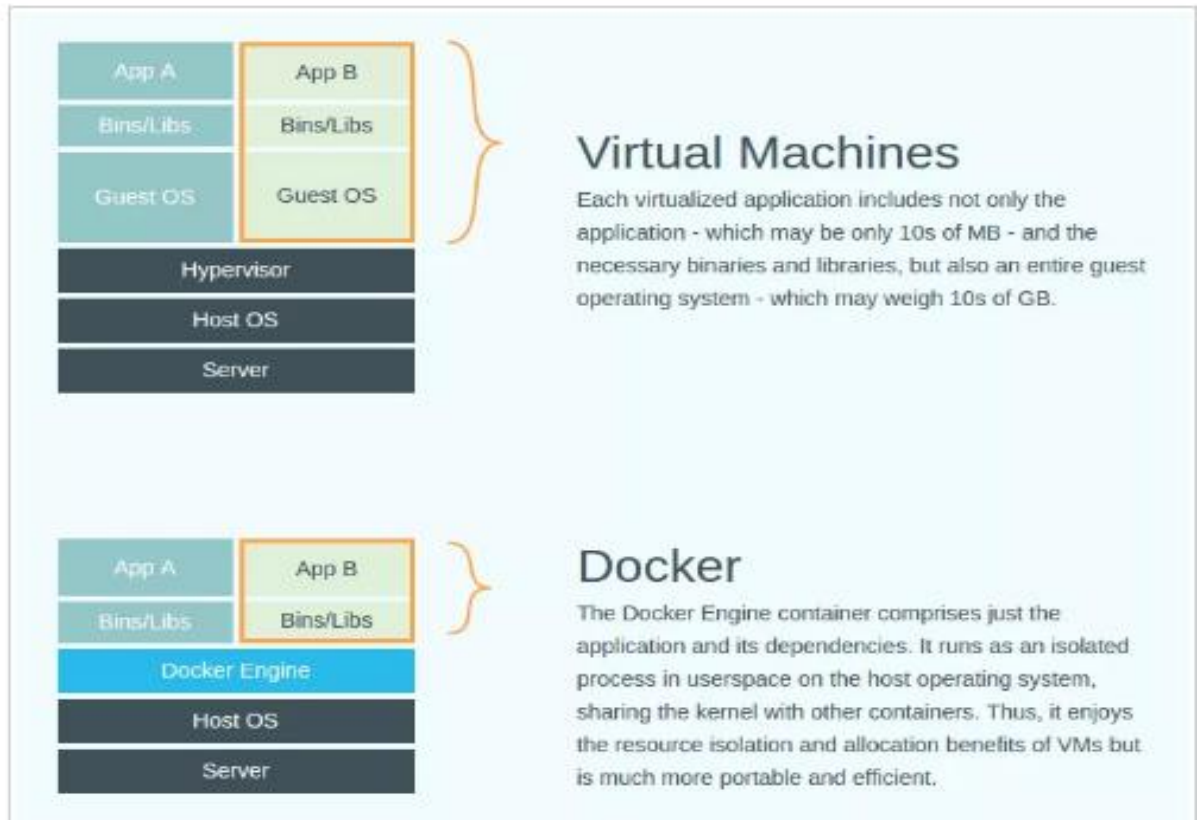 App A
App B
Bins/Libs
Bins/Libs
Guest OS
Guest OS
Hypervisor
Host OS
Server
Virtual Machines
Each virtualized application includes not only the
application - which may be only 10s of MB - and the
necessary binaries and libraries, but also an entire guest
operating system - which may weigh 10s of GB.
App A
App B
Bins/Libs
Bins/Libs
Docker Engine
Host OS
Server
Docker
The Docker Engine container comprises just the
application and its dependencies. It runs as an isolated
process in userspace on the host operating system,
sharing the kernel with other containers. Thus, it enjoys
the resource isolation and allocation benefits of VMs but
is much more portable and efficient.